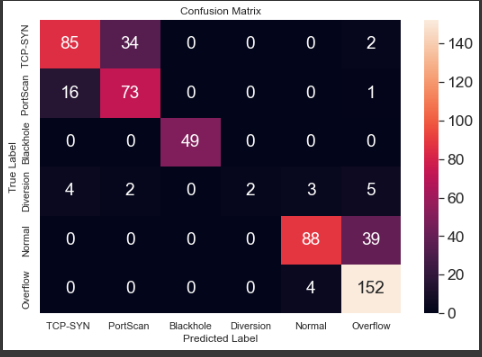 Confusion Matrix
True Label
TCP-SYN 85 34 0 0 0 2
PortScan 16 73 0 0 0 1
Blackhole 0 0 49 0 0 0
Diversion 4 2 0 2 3 5
Normal 0 0 0 0 88 39
Overflow 0 0 0 0 4 152
TCP-SYN PortScan Blackhole Diversion Normal Overflow
Predicted Label
140
120
100
80
60
40
20
0